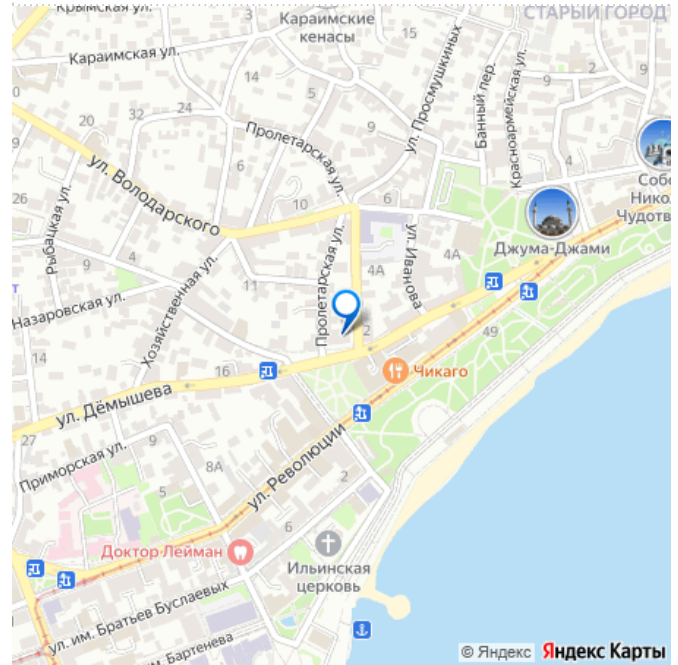 Крымская ул.
СТАРЫЙ ГОРОД
Караимские
кенасы
Караимская ул.
14
2
9
10
5
ул. Просмушкиных
Банный пер.
Красноармейская ул.
20
32
24
6
9
Пролетарская ул.
4
ул. Володарского
26
Рыбацкая ул.
10
Собо
Никол
Чудотв
Джума-Джами
4
9
11
4А
4А
ул. Иванова
Назаровская ул.
Хозяйственная ул.
Пролетарская ул.
2
49
14
16
Чикаго
ул. Дёмышева
27
Приморская ул.
9
8А
5
ул. Революции
2
6
Доктор Лейман
Ильинская
церковь
ул. им. Братьев Буслаевых
м. Бартенева
© Яндекс Яндекс Карты